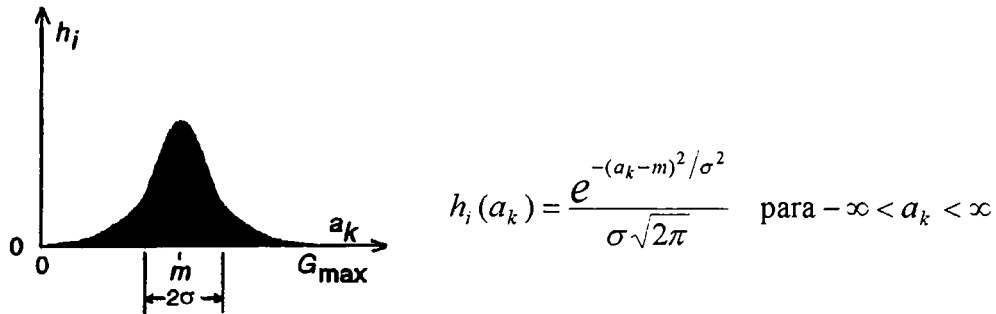 h_i
0
0
a_k
m
G_max
2σ
h_i(a_k) = e^{-(a_k-m)^2/σ^2} / σ√2π para -∞ < a_k < ∞